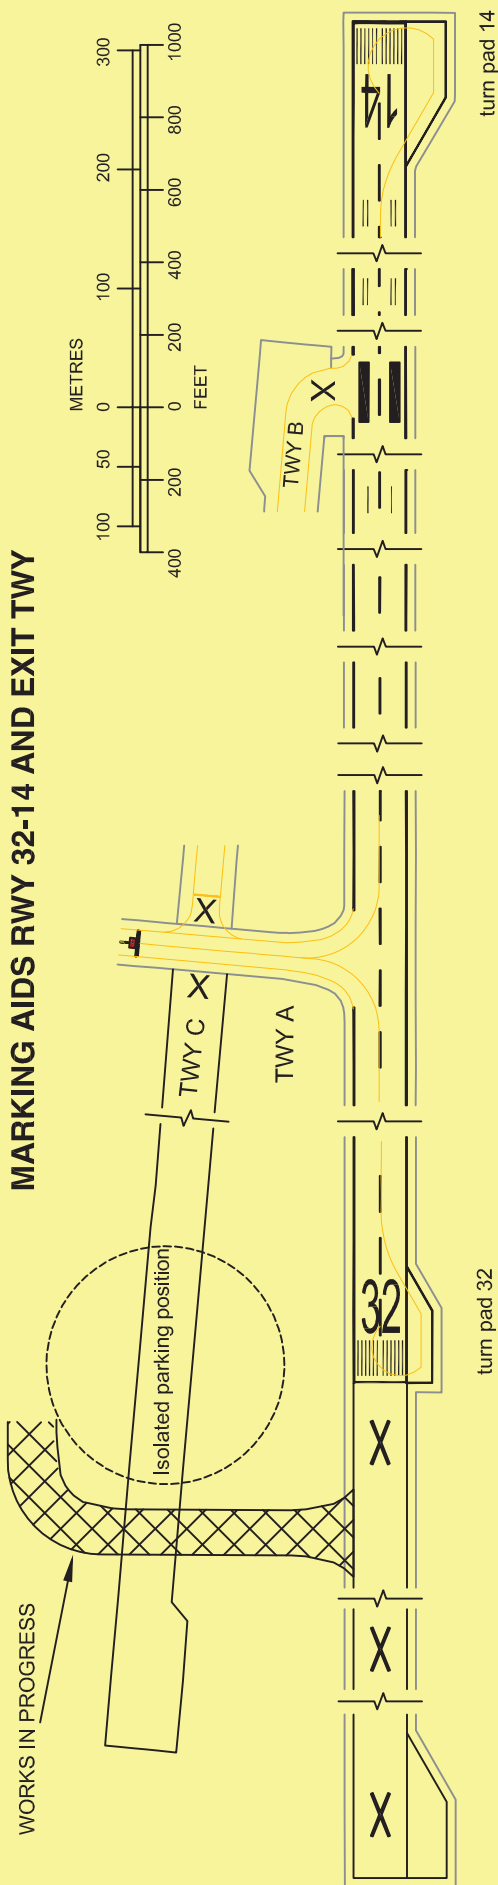 MARKING AIDS RWY 32-14 AND EXIT TWY
METRES
100 50 0 100 200 300
400 200 0 200 400 600 800 1000
FEET
WORKS IN PROGRESS
Isolated parking position
TWY C
X
X
TWY A
TWY B
X
X
X
X
32
14
turn pad 32
turn pad 14